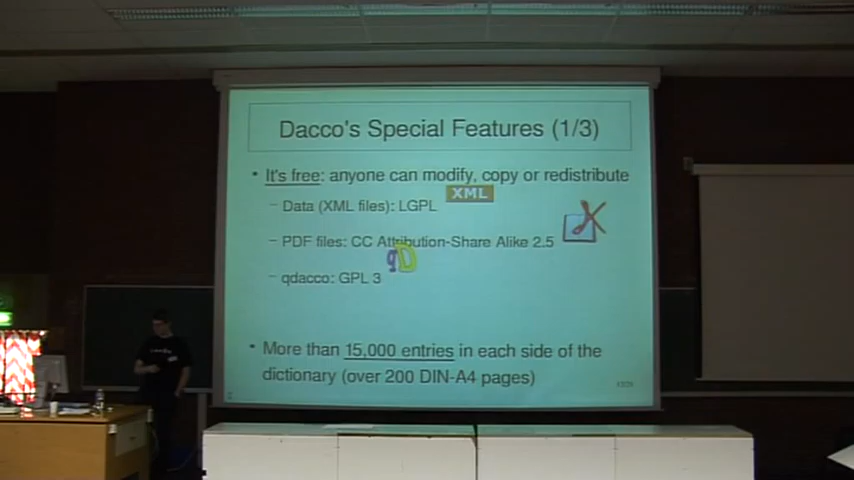 Dacco's Special Features (1/3)
• It's free: anyone can modify, copy or redistribute
XML
– Data (XML files): LGPL
– PDF files: CC Attribution-Share Alike 2.5
qD
– qdacco: GPL 3
• More than 15,000 entries in each side of the
dictionary (over 200 DIN-A4 pages)